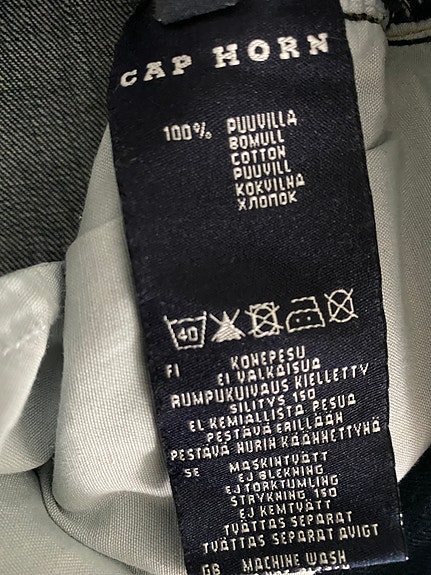 CAP HORN
100% PUUVILLA
BOMULL
COTTON
PUUVILL
KOKVILNA
ХЛОПОК
40
FI KONEPESU
EI VALKAISUA
RUMPUKUIVAUS KIELLETTY
SILITYS 150
EI KEMIALLISTA PESUA
PESTÄVÄ ERILLÄÄN
PESTÄVÄ NURIN KÄÄNNETTYNÄ
SE MASKINTVÄTT
EJ BLEKNING
EJ TORKTUMLING
STRYKNING 150
EJ KEMTVÄTT
TVÄTTAS SEPARAT
TVÄTTAS SEPARAT AVIGT
GB MACHINE WASH